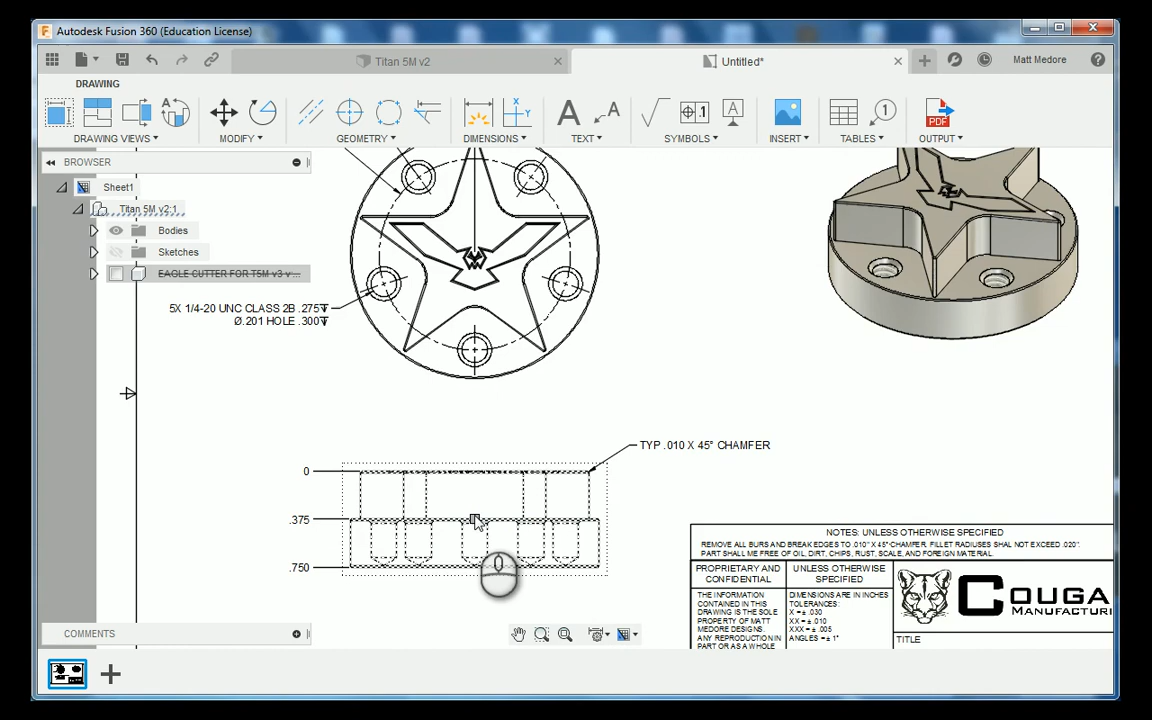 Autodesk Fusion 360 (Education License)
Titan 5M v2
Untitled*
Matt Medore
DRAWING
DRAWING VIEWS
MODIFY
GEOMETRY
DIMENSIONS
TEXT
SYMBOLS
INSERT
TABLES
OUTPUT
BROWSER
Sheet1
Titan 5M v2:1
Bodies
Sketches
EAGLE CUTTER FOR T5M v3 v ...
5X 1/4-20 UNC CLASS 2B .275↧
Ø.201 HOLE .300↧
TYP .010 X 45° CHAMFER
0
.375
.750
NOTES: UNLESS OTHERWISE SPECIFIED
REMOVE ALL BURS AND BREAK EDGES TO .010" X 45° CHAMFER. FILLET RADIUSES SHAL NOT EXCEED .020".
PART SHALL ME FREE OF OIL, DIRT, CHIPS, RUST, SCALE, AND FOREIGN MATERIAL.
PROPRIETARY AND
CONFIDENTIAL
THE INFORMATION
CONTAINED IN THIS
DRAWING IS THE SOLE
PROPERTY OF MATT
MEDORE DESIGNS.
ANY REPRODUCTION
IN PART OR AS A WHOLE
UNLESS OTHERWISE
SPECIFIED
DIMENSIONS ARE IN INCHES
TOLERANCES:
X = ± .030
XX = ± .010
XXX = ± .005
ANGLES = ± 1°
COUGA
MANUFACTURI
TITLE
COMMENTS